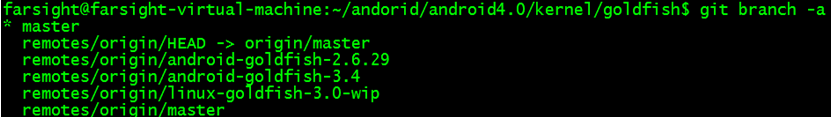 farsight@farsight-virtual-machine:~/andorid/android4.0/kernel/goldfish$ git branch -a
* master
remotes/origin/HEAD -> origin/master
remotes/origin/android-goldfish-2.6.29
remotes/origin/android-goldfish-3.4
remotes/origin/linux-goldfish-3.0-wip
remotes/origin/master